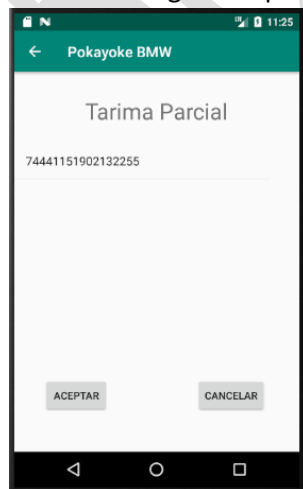 11:25
Pokayoke BMW
Tarima Parcial
74441151902132255
ACEPTAR
CANCELAR